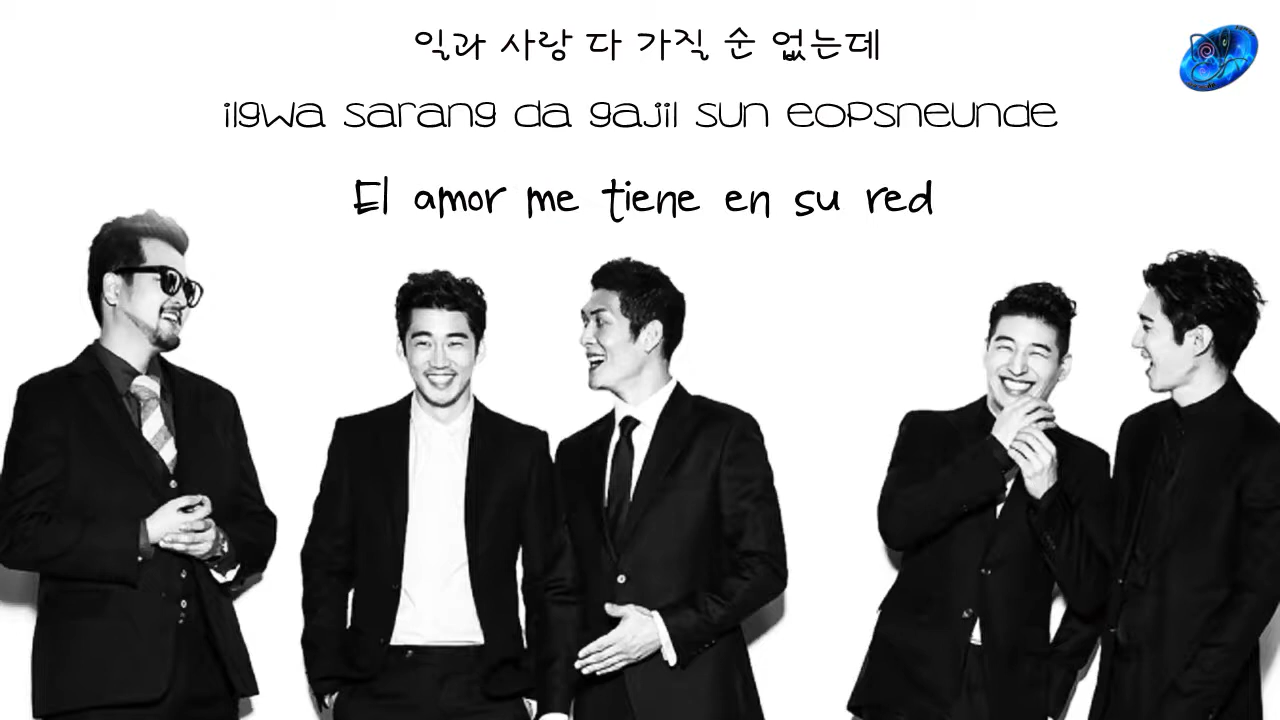 일과 사랑 다 가질 순 없는데
ilgwa sarang da gajil sun eopsneunde
El amor me tiene en su red